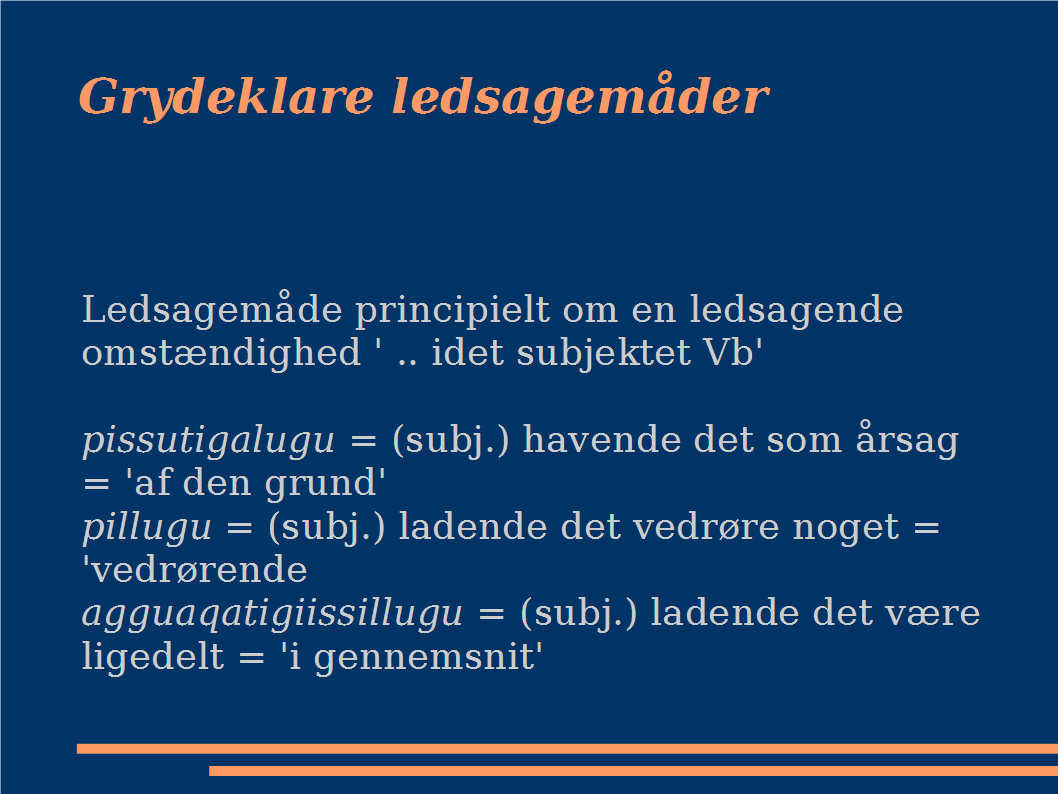 Grydeklare ledsagemåder
Ledsagemåde principielt om en ledsagende
omstændighed ' .. idet subjektet Vb'
pissutigalugu = (subj.) havende det som årsag
= 'af den grund'
pillugu = (subj.) ladende det vedrøre noget =
'vedrørende
agguaqatigiissillugu = (subj.) ladende det være
ligedelt = 'i gennemsnit'